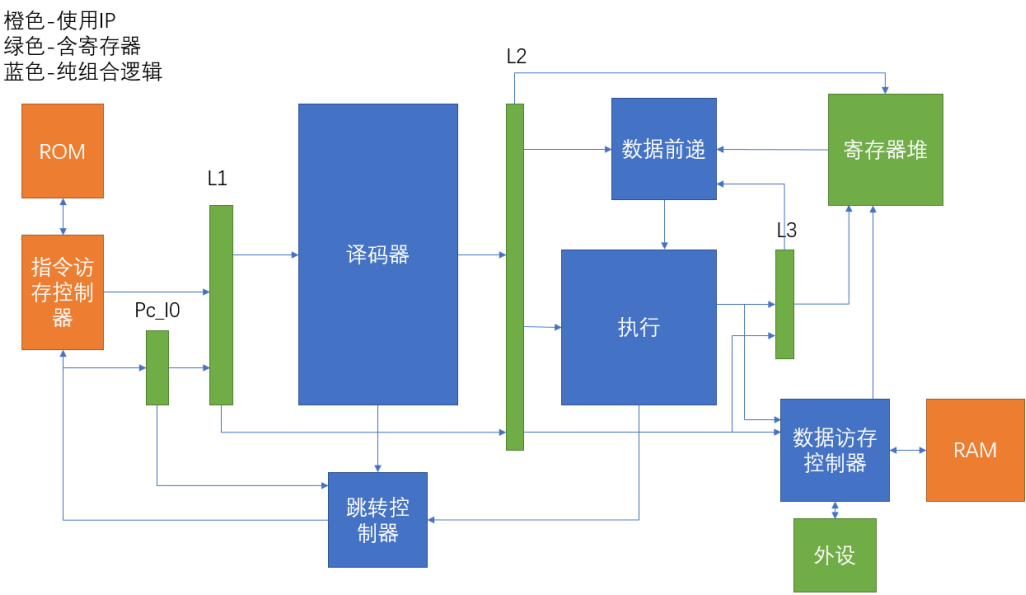 橙色-使用IP
绿色-含寄存器
蓝色-纯组合逻辑
L2
ROM
数据前递
寄存器堆
L1
L3
译码器
指令访
存控制
器
Pc_l0
执行
数据访存
控制器
RAM
跳转控
制器
外设